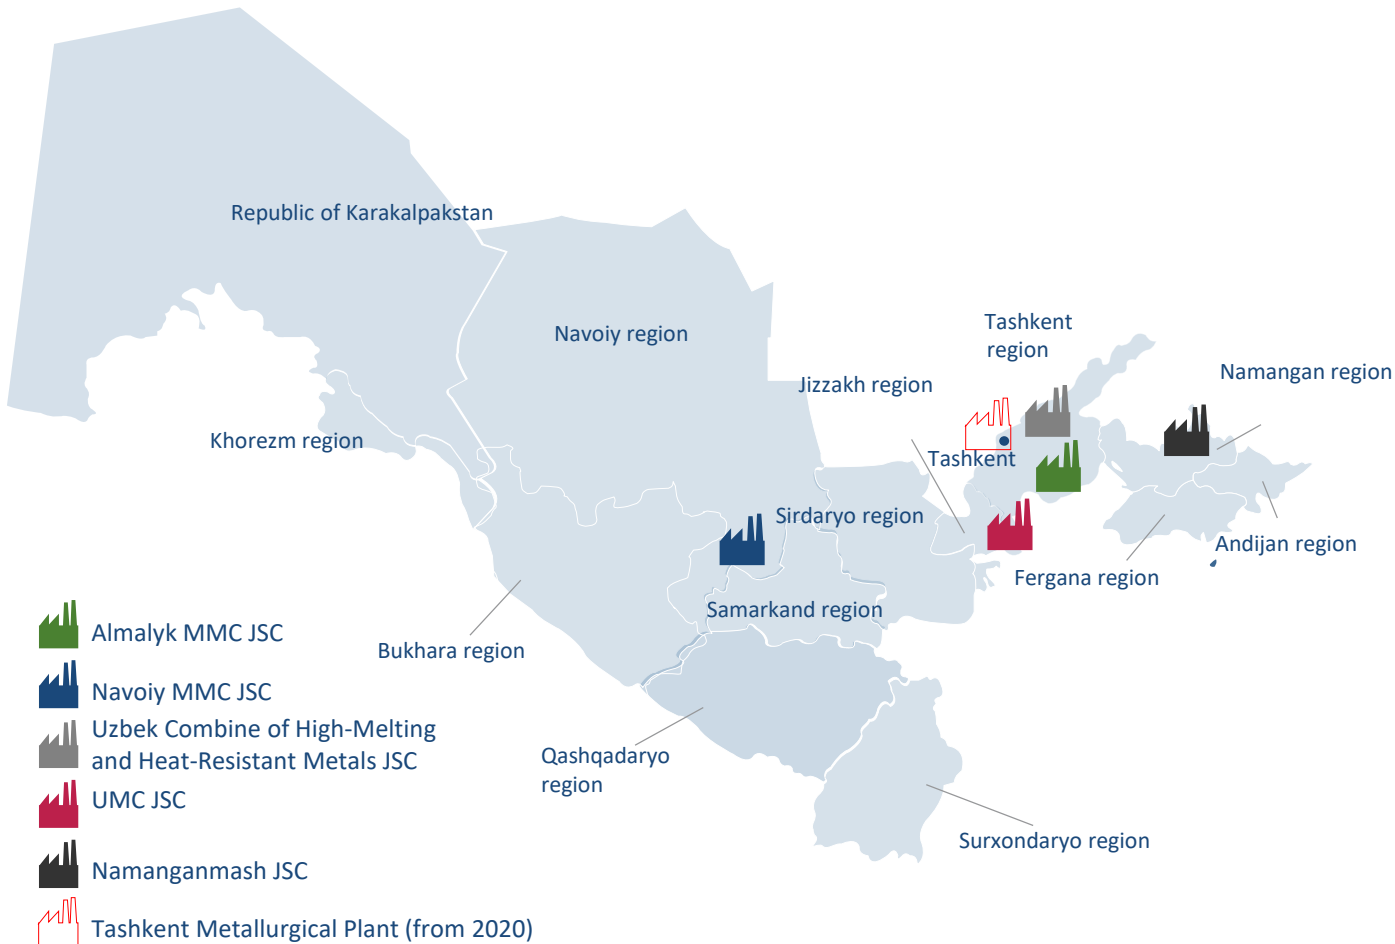 Republic of Karakalpakstan
Navoiy region
Tashkent
region
Jizzakh region
Namangan region
Khorezm region
Tashkent
Sirdaryo region
Andijan region
Fergana region
Samarkand region
Bukhara region
Qashqadaryo
region
Surxondaryo region
Almalyk MMC JSC
Navoiy MMC JSC
Uzbek Combine of High-Melting
and Heat-Resistant Metals JSC
UMC JSC
Namanganmash JSC
Tashkent Metallurgical Plant (from 2020)